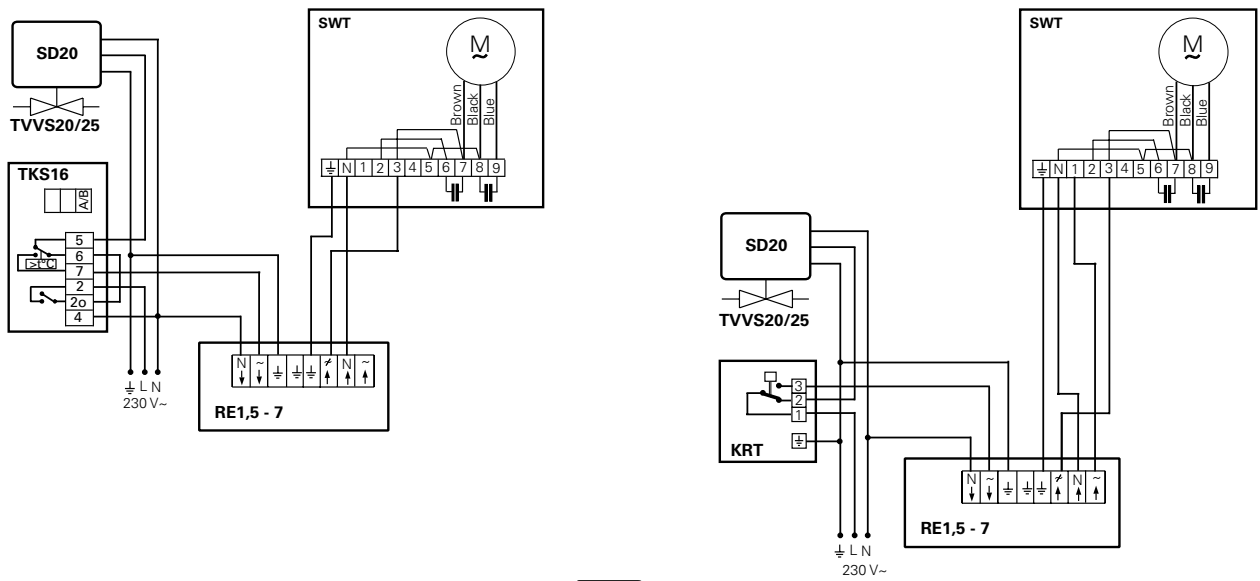 SWT
M
~
SD20
Brown
Black
Blue
TVVS20/25
⏚ N 1 2 3 4 5 6 7 8 9
TKS16
A/B
5
>t°C
6
7
2
2o
4
N ~ ⏚ ⏚ ⏚ ≁ N ~
⏚ L N
230 V~
RE1,5 - 7
SWT
M
~
Brown
Black
Blue
⏚ N 1 2 3 4 5 6 7 8 9
SD20
TVVS20/25
3
2
1
⏚
KRT
N ~ ⏚ ⏚ ⏚ ≁ N ~
RE1,5 - 7
⏚ L N
230 V~